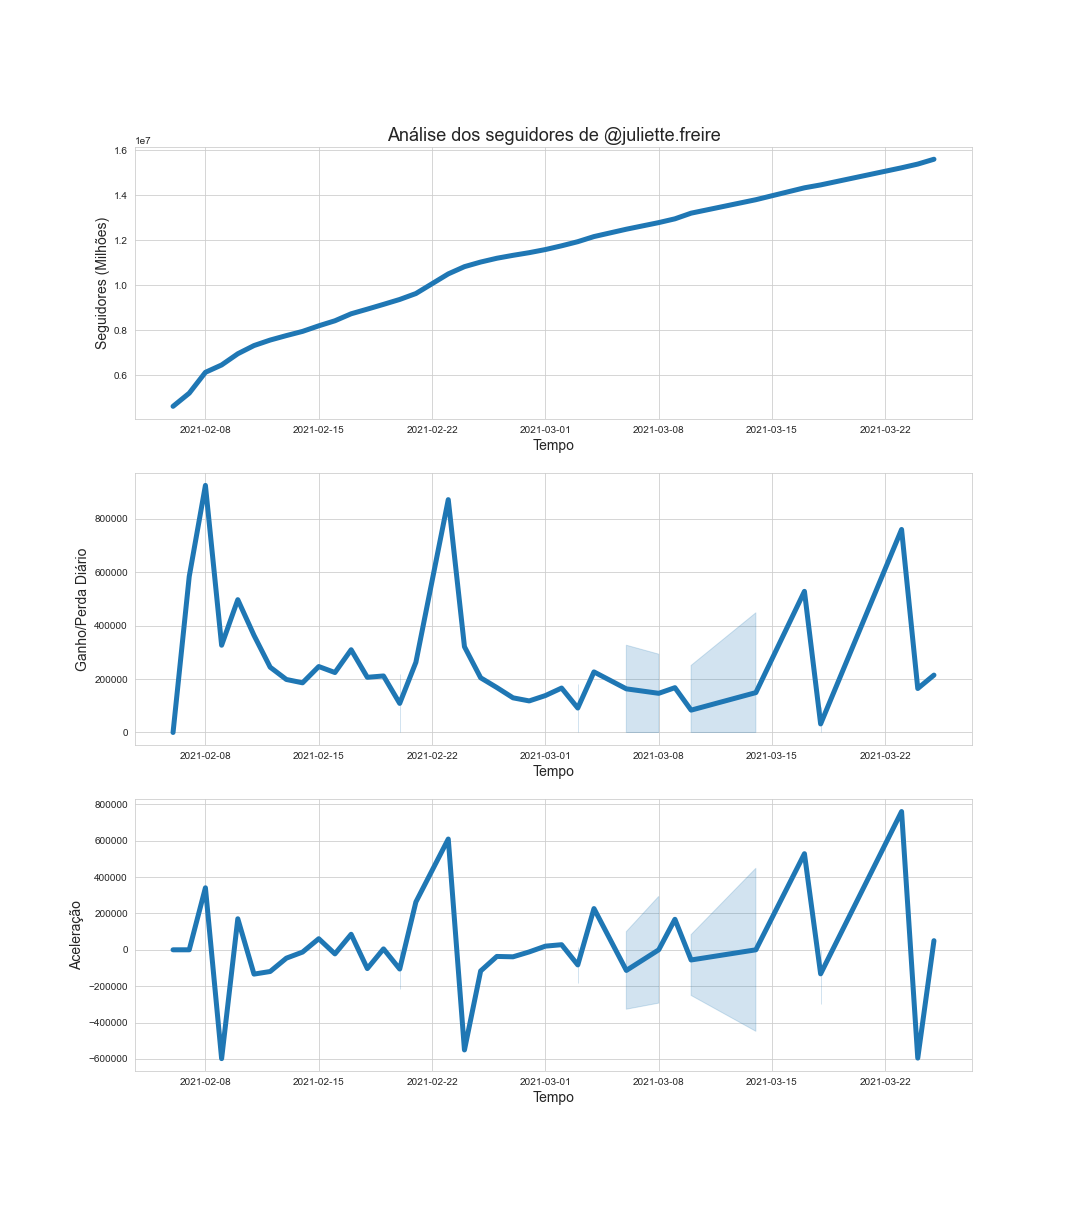 Análise dos seguidores de @juliette.freire
1e7
1.6
1.4
1.2
1.0
0.8
0.6
Seguidores (Milhões)
2021-02-08 2021-02-15 2021-02-22 2021-03-01 2021-03-08 2021-03-15 2021-03-22
Tempo
800000
600000
400000
200000
0
Ganho/Perda Diário
2021-02-08 2021-02-15 2021-02-22 2021-03-01 2021-03-08 2021-03-15 2021-03-22
Tempo
800000
600000
400000
200000
0
−200000
−400000
−600000
Aceleração
2021-02-08 2021-02-15 2021-02-22 2021-03-01 2021-03-08 2021-03-15 2021-03-22
Tempo